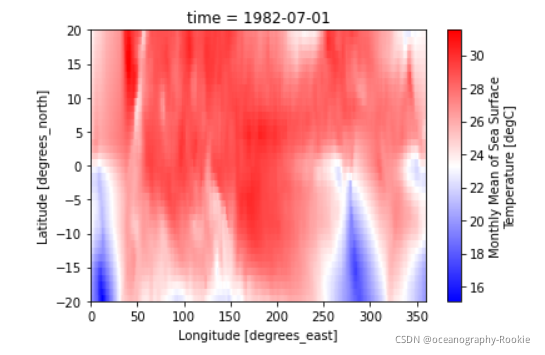 time = 1982-07-01
20
15
10
5
0
−5
−10
−15
−20
Latitude [degrees_north]
0 50 100 150 200 250 300 350
Longitude [degrees_east]
30
28
26
24
22
20
18
16
Monthly Mean of Sea Surface
Temperature [degC]
CSDN @oceanography-Rookie